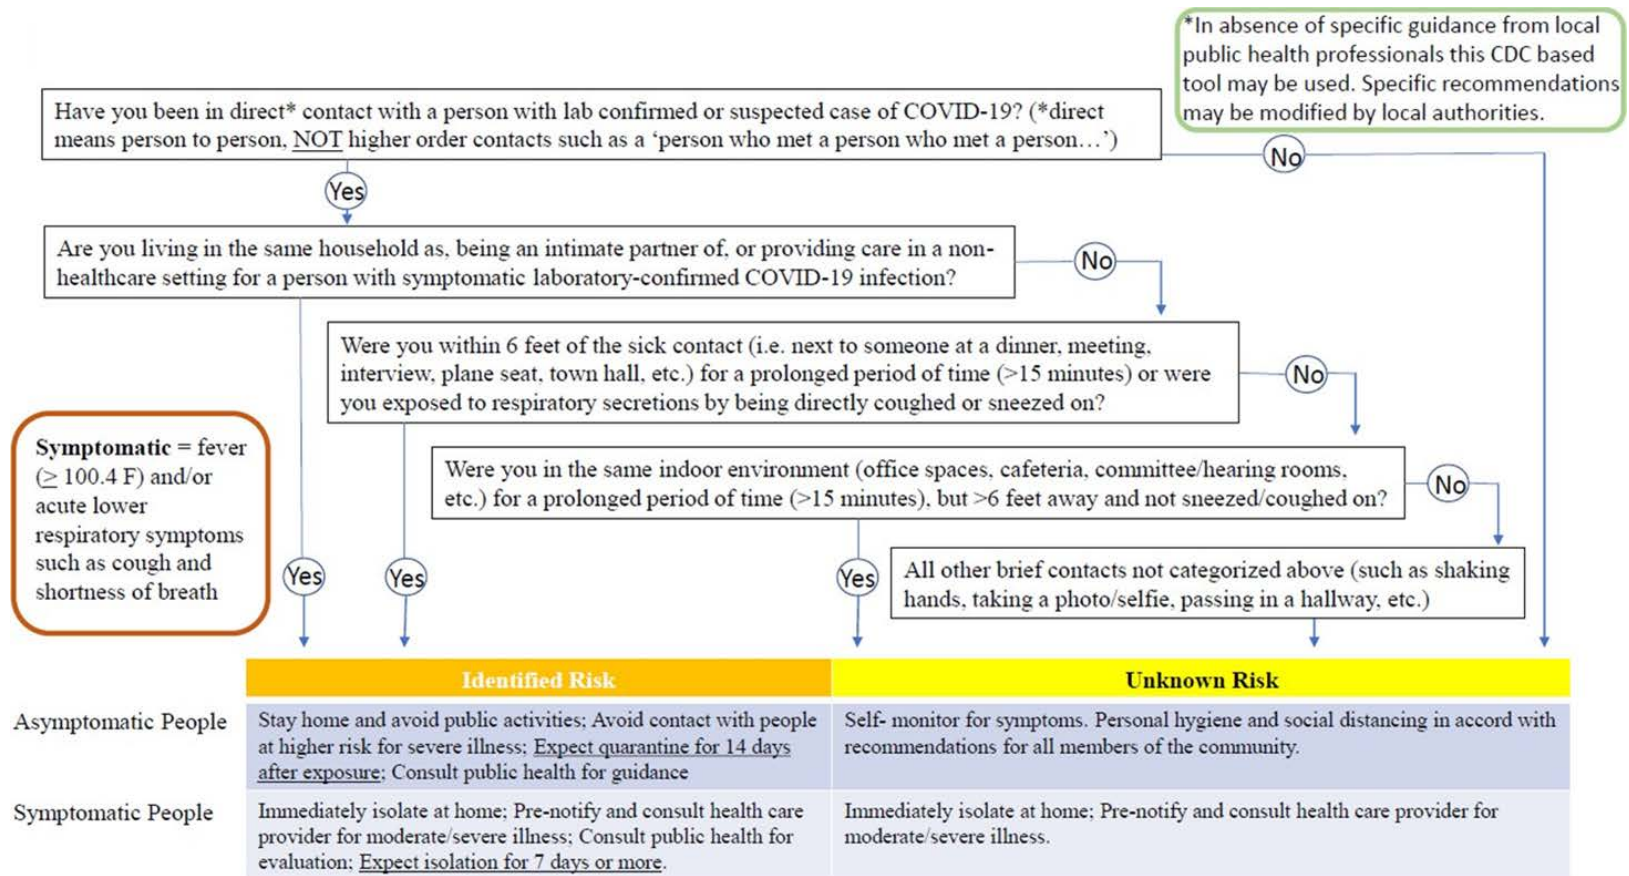 *In absence of specific guidance from local
public health professionals this CDC based
tool may be used. Specific recommendations
may be modified by local authorities.
Have you been in direct* contact with a person with lab confirmed or suspected case of COVID-19? (*direct
means person to person, NOT higher order contacts such as a ‘person who met a person who met a person…’)
No
Yes
Are you living in the same household as, being an intimate partner of, or providing care in a non-
healthcare setting for a person with symptomatic laboratory-confirmed COVID-19 infection?
No
Were you within 6 feet of the sick contact (i.e. next to someone at a dinner, meeting,
interview, plane seat, town hall, etc.) for a prolonged period of time (>15 minutes) or were
you exposed to respiratory secretions by being directly coughed or sneezed on?
No
Symptomatic = fever
(≥ 100.4 F) and/or
acute lower
respiratory symptoms
such as cough and
shortness of breath
Were you in the same indoor environment (office spaces, cafeteria, committee/hearing rooms,
etc.) for a prolonged period of time (>15 minutes), but >6 feet away and not sneezed/coughed on?
No
Yes
Yes
Yes
All other brief contacts not categorized above (such as shaking
hands, taking a photo/selfie, passing in a hallway, etc.)
Identified Risk
Unknown Risk
Asymptomatic People
Stay home and avoid public activities; Avoid contact with people
at higher risk for severe illness; Expect quarantine for 14 days
after exposure; Consult public health for guidance
Self- monitor for symptoms. Personal hygiene and social distancing in accord with
recommendations for all members of the community.
Symptomatic People
Immediately isolate at home; Pre-notify and consult health care
provider for moderate/severe illness; Consult public health for
evaluation; Expect isolation for 7 days or more.
Immediately isolate at home; Pre-notify and consult health care provider for
moderate/severe illness.